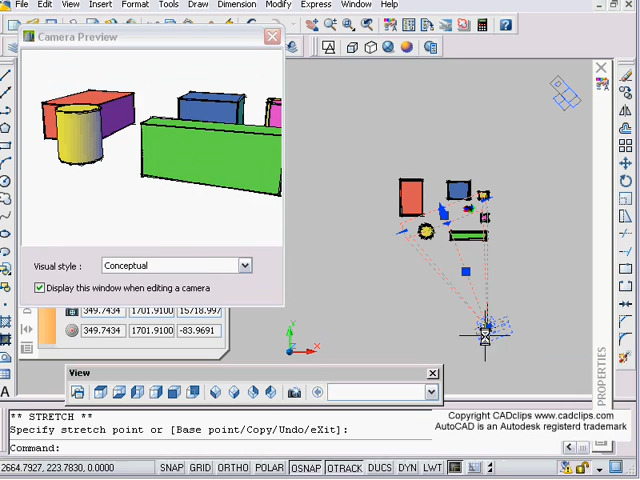 File Edit View Insert Format Tools Draw Dimension Modify Express Window Help
Camera Preview
Visual style : Conceptual
Display this window when editing a camera
349.7434 1701.9100 15718.997
349.7434 1701.9100 -83.9691
Y
X
View
PROPERTIES
** STRETCH **
Specify stretch point or [Base point/Copy/Undo/eXit]:
Command:
Copyright CADclips www.cadclips.com
AutoCAD is an Autodesk registerd trademark
2664.7927, 223.7830, 0.0000 SNAP GRID ORTHO POLAR OSNAP OTRACK DUCS DYN LWT